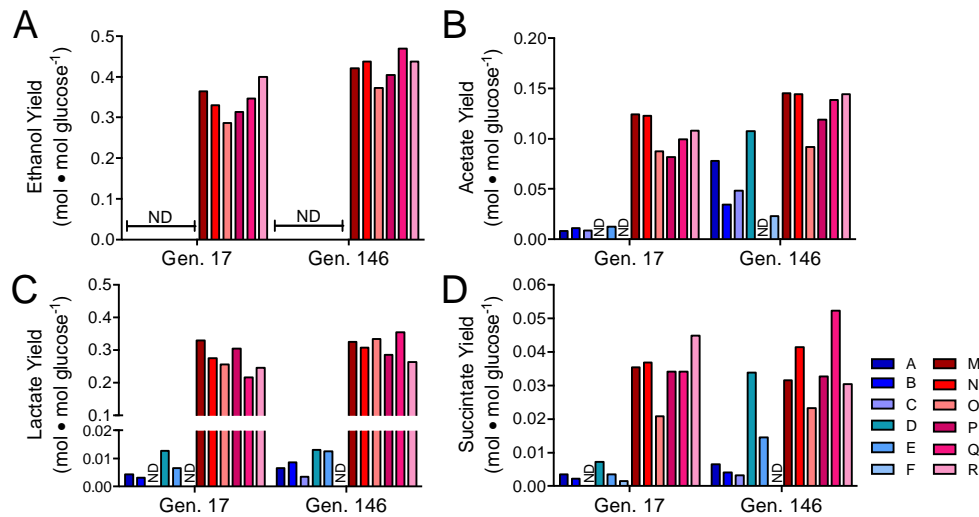 A
Ethanol Yield
(mol • mol glucose⁻¹)
0.5
0.4
0.3
0.2
0.1
0.0
ND
ND
Gen. 17
Gen. 146
B
Acetate Yield
(mol • mol glucose⁻¹)
0.20
0.15
0.10
0.05
0.00
ND
ND
ND
Gen. 17
Gen. 146
C
Lactate Yield
(mol • mol glucose⁻¹)
0.5
0.4
0.3
0.2
0.1
0.02
0.01
0.00
ND
ND
ND
Gen. 17
Gen. 146
D
Succintate Yield
(mol • mol glucose⁻¹)
0.06
0.05
0.04
0.03
0.02
0.01
0.00
ND
ND
Gen. 17
Gen. 146
A M
B N
C O
D P
E Q
F R